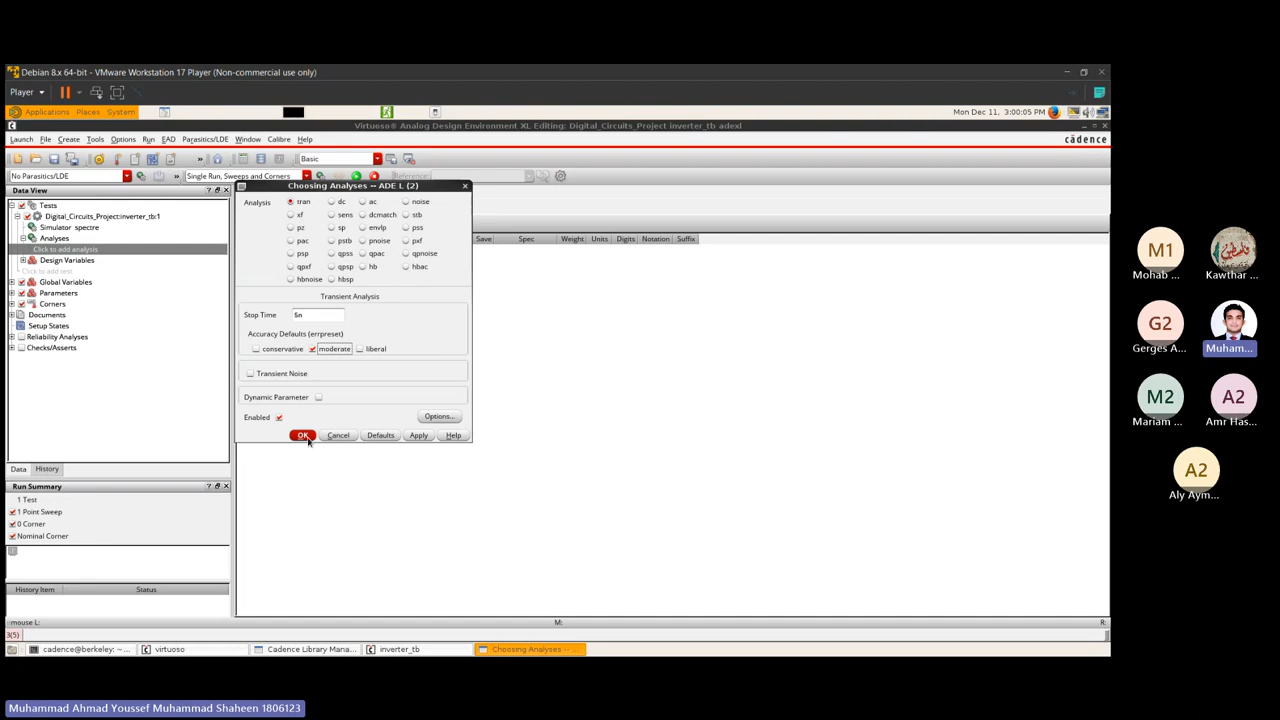 Debian 8.x 64-bit - VMware Workstation 17 Player (Non-commercial use only)
Player
Applications Places System
Mon Dec 11, 3:00:05 PM
Virtuoso® Analog Design Environment XL Editing: Digital_Circuits_Project inverter_tb adexl
Launch File Create Tools Options Run EAD Parasitics/LDE Window Calibre Help
cādence
» Basic
No Parasitics/LDE » Single Run, Sweeps and Corners Reference:
Data View
Tests
Digital_Circuits_Project:inverter_tb:1
Simulator spectre
Analyses
Click to add analysis
Design Variables
Click to add test
Global Variables
Parameters
Corners
Documents
Setup States
Reliability Analyses
Checks/Asserts
Data History
Run Summary
1 Test
1 Point Sweep
0 Corner
Nominal Corner
History Item Status
Choosing Analyses -- ADE L (2)
Analysis tran dc ac noise
xf sens dcmatch stb
pz sp envlp pss
pac pstb pnoise pxf
psp qpss qpac qpnoise
qpxf qpsp hb hbac
hbnoise hbsp
Transient Analysis
Stop Time 5n
Accuracy Defaults (errpreset)
conservative moderate liberal
Transient Noise
Dynamic Parameter
Enabled Options...
OK Cancel Defaults Apply Help
Save Spec Weight Units Digits Notation Suffix
mouse L: M: R:
3(5)
cadence@berkeley: ~... virtuoso Cadence Library Mana... inverter_tb Choosing Analyses -- ...
M1
Mohab ...
Kawthar ...
G2
Gerges A...
Muham...
M2
Mariam ...
A2
Amr Has...
A2
Aly Aym...
Muhammad Ahmad Youssef Muhammad Shaheen 1806123